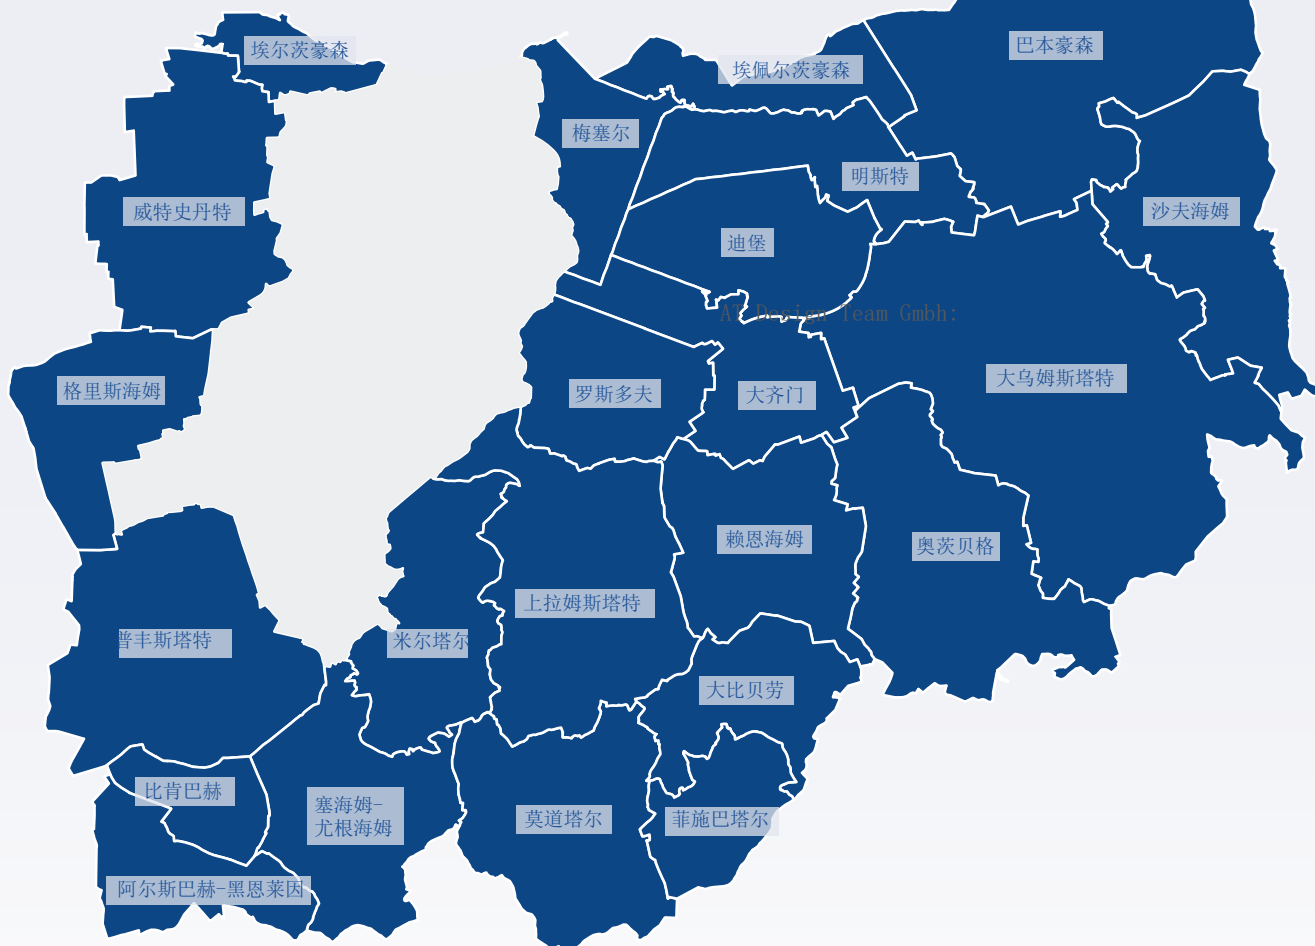 埃尔茨豪森
巴本豪森
埃佩尔茨豪森
梅塞尔
明斯特
威特史丹特
沙夫海姆
迪堡
AT Design Team Gmbh:
大乌姆斯塔特
格里斯海姆
罗斯多夫
大齐门
赖恩海姆
奥茨贝格
上拉姆斯塔特
普丰斯塔特
米尔塔尔
大比贝劳
比肯巴赫
塞海姆-
尤根海姆
莫道塔尔
菲施巴塔尔
阿尔斯巴赫-黑恩莱因